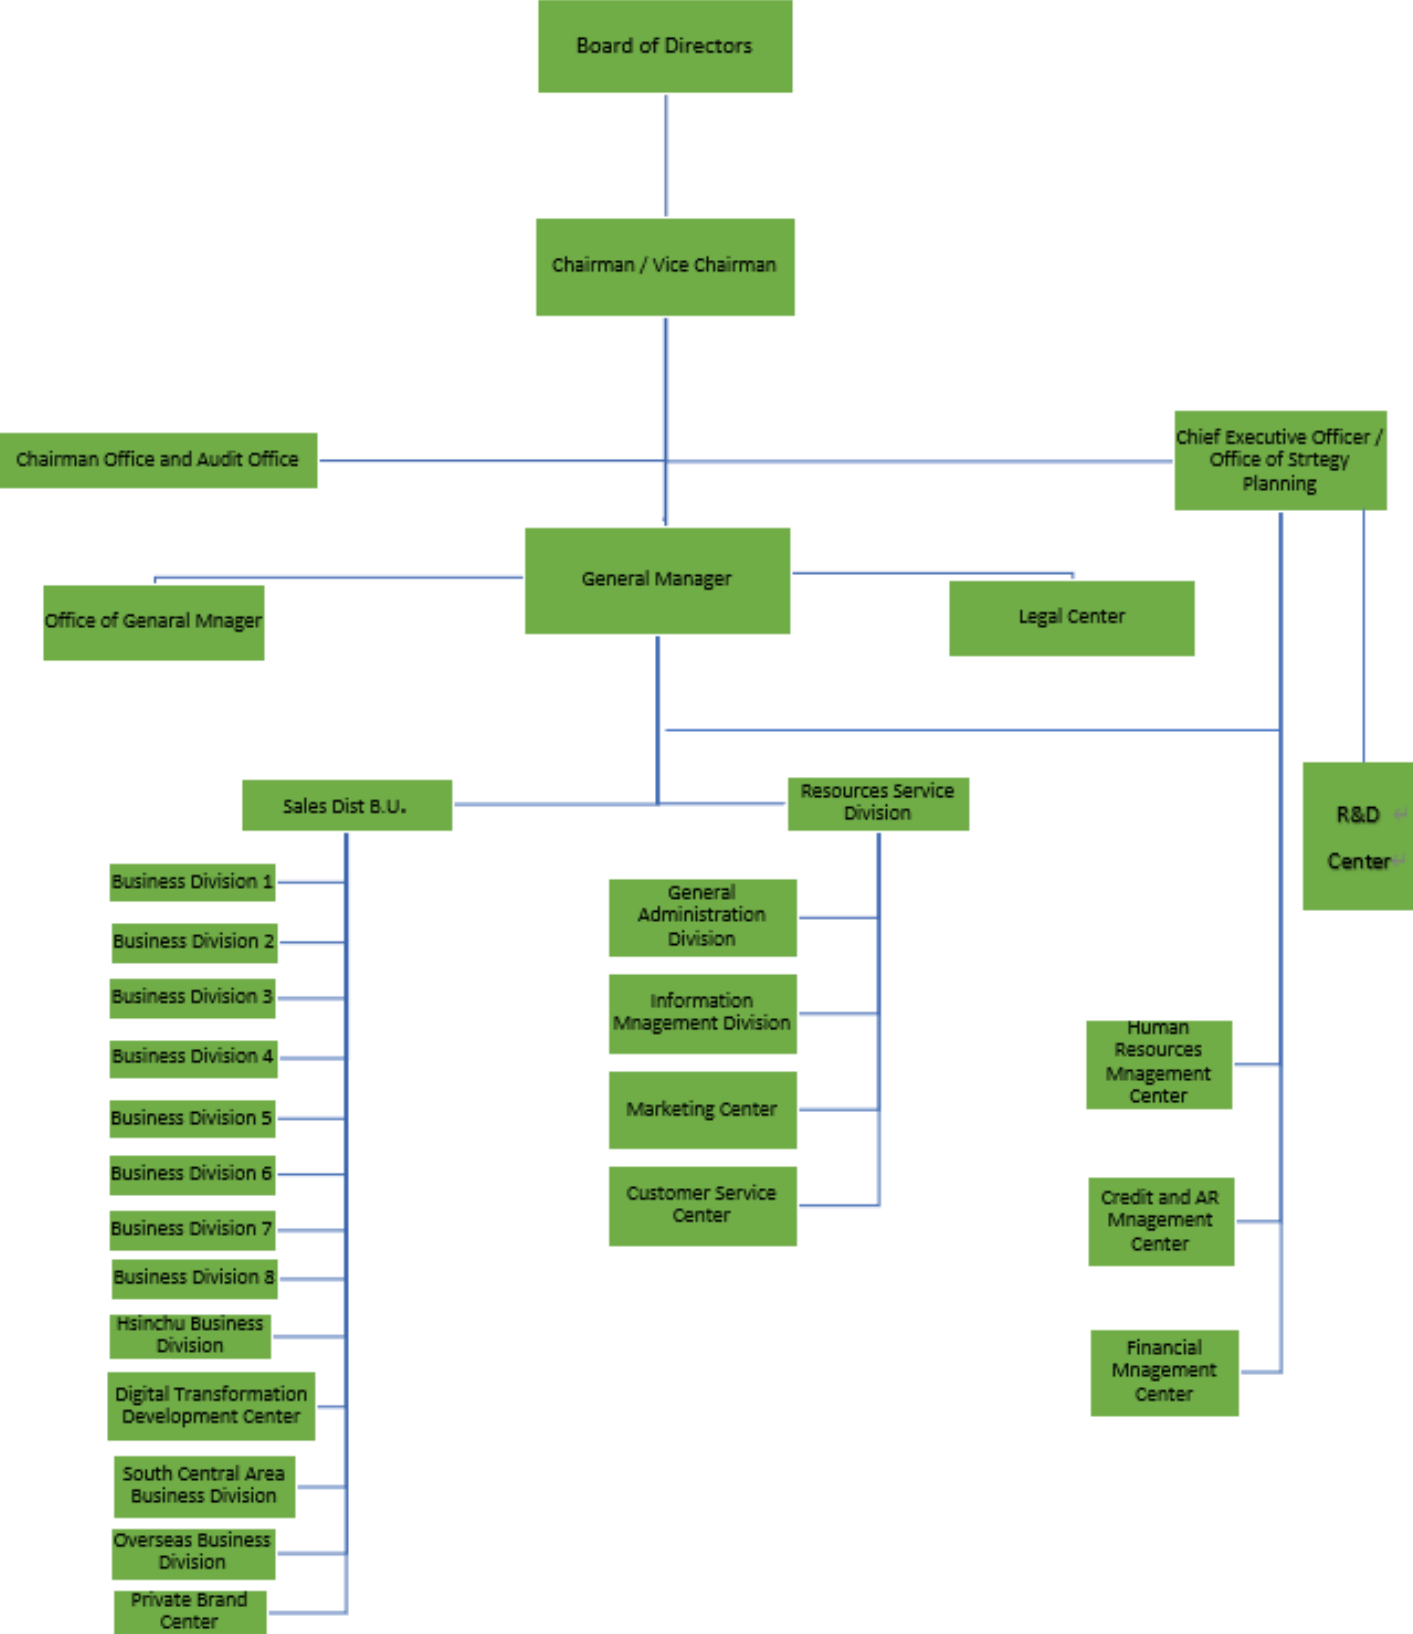 Board of Directors
Chairman / Vice Chairman
Chairman Office and Audit Office
Chief Executive Officer /
Office of Strtegy
Planning
General Manager
Office of Genaral Mnager
Legal Center
Sales Dist B.U.
Resources Service
Division
R&D ↵
Center↵
Business Division 1
Business Division 2
Business Division 3
Business Division 4
Business Division 5
Business Division 6
Business Division 7
Business Division 8
Hsinchu Business
Division
Digital Transformation
Development Center
South Central Area
Business Division
Overseas Business
Division
Private Brand
Center
General
Administration
Division
Information
Mnagement Division
Marketing Center
Customer Service
Center
Human
Resources
Mnagement
Center
Credit and AR
Mnagement
Center
Financial
Mnagement
Center